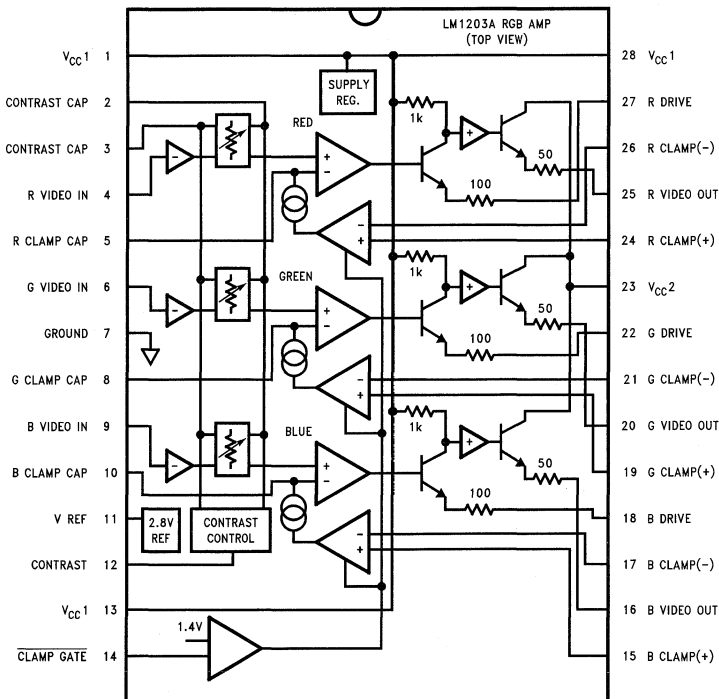 LM1203A RGB AMP
(TOP VIEW)
VCC1 1
CONTRAST CAP 2
CONTRAST CAP 3
R VIDEO IN 4
R CLAMP CAP 5
G VIDEO IN 6
GROUND 7
G CLAMP CAP 8
B VIDEO IN 9
B CLAMP CAP 10
V REF 11
CONTRAST 12
VCC1 13
CLAMP GATE 14
SUPPLY
REG.
RED
+
−
−
−
+
1k
+
50
100
GREEN
−
+
−
−
+
1k
+
50
100
BLUE
−
+
−
−
+
1k
+
50
100
2.8V
REF
CONTRAST
CONTROL
1.4V
28 VCC1
27 R DRIVE
26 R CLAMP(−)
25 R VIDEO OUT
24 R CLAMP(+)
23 VCC2
22 G DRIVE
21 G CLAMP(−)
20 G VIDEO OUT
19 G CLAMP(+)
18 B DRIVE
17 B CLAMP(−)
16 B VIDEO OUT
15 B CLAMP(+)